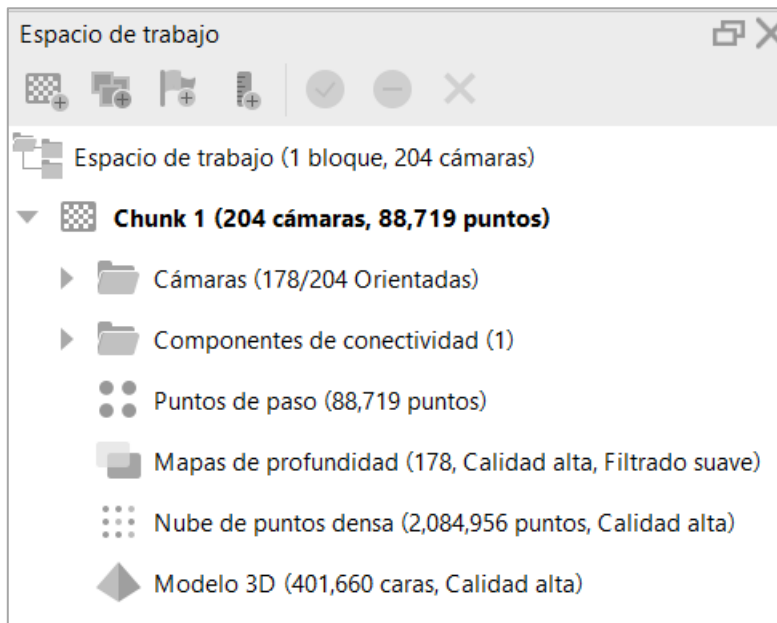 Espacio de trabajo
Espacio de trabajo (1 bloque, 204 cámaras)
Chunk 1 (204 cámaras, 88,719 puntos)
Cámaras (178/204 Orientadas)
Componentes de conectividad (1)
Puntos de paso (88,719 puntos)
Mapas de profundidad (178, Calidad alta, Filtrado suave)
Nube de puntos densa (2,084,956 puntos, Calidad alta)
Modelo 3D (401,660 caras, Calidad alta)